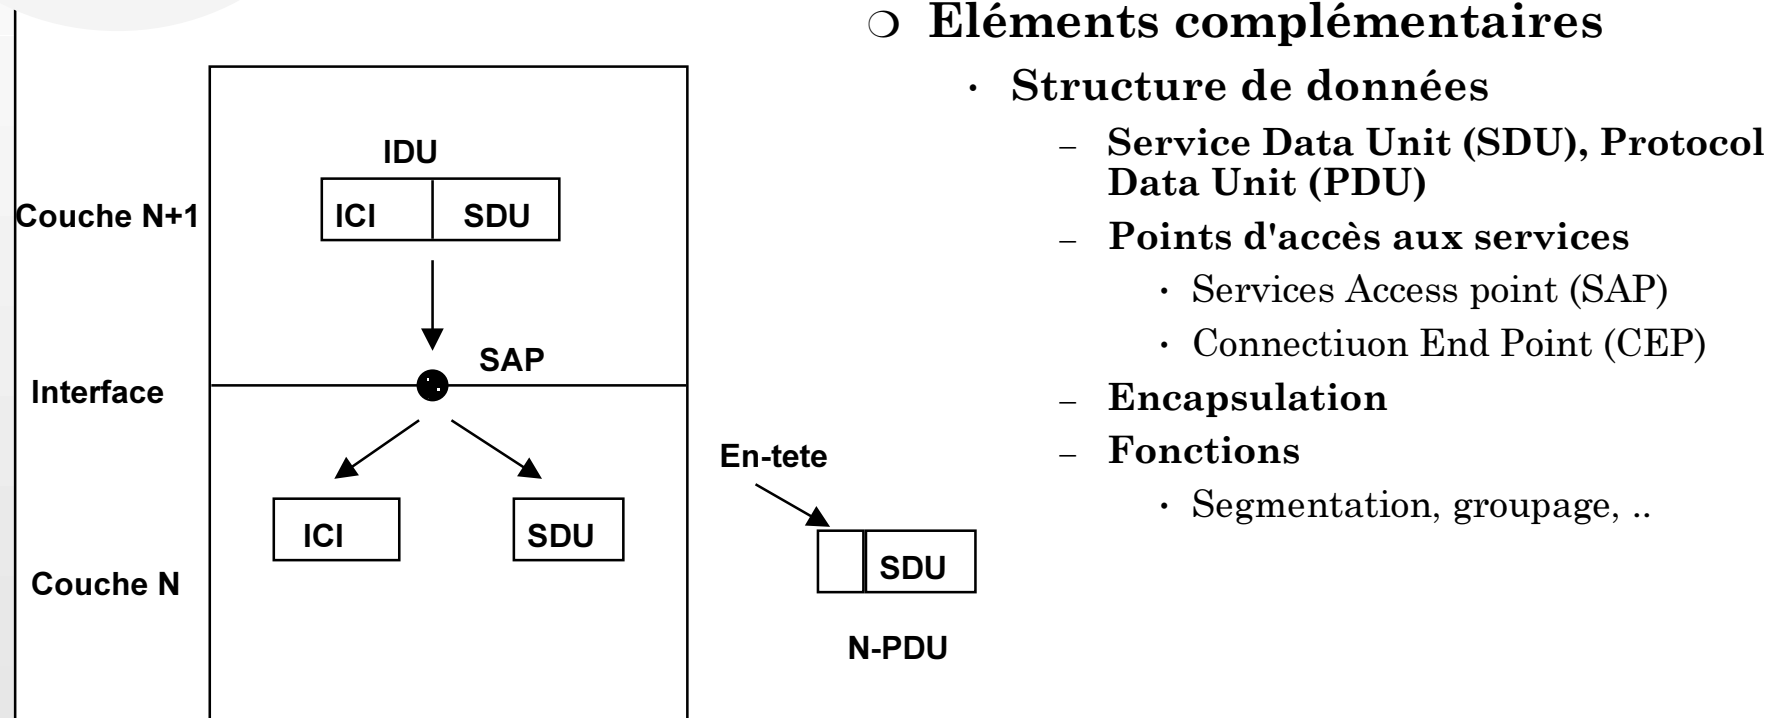 IDU
ICI SDU
Couche N+1
SAP
Interface
ICI SDU
Couche N
En-tete
SDU
N-PDU
❍ Eléments complémentaires
· Structure de données
– Service Data Unit (SDU), Protocol
Data Unit (PDU)
– Points d'accès aux services
· Services Access point (SAP)
· Connectiuon End Point (CEP)
– Encapsulation
– Fonctions
· Segmentation, groupage, ..